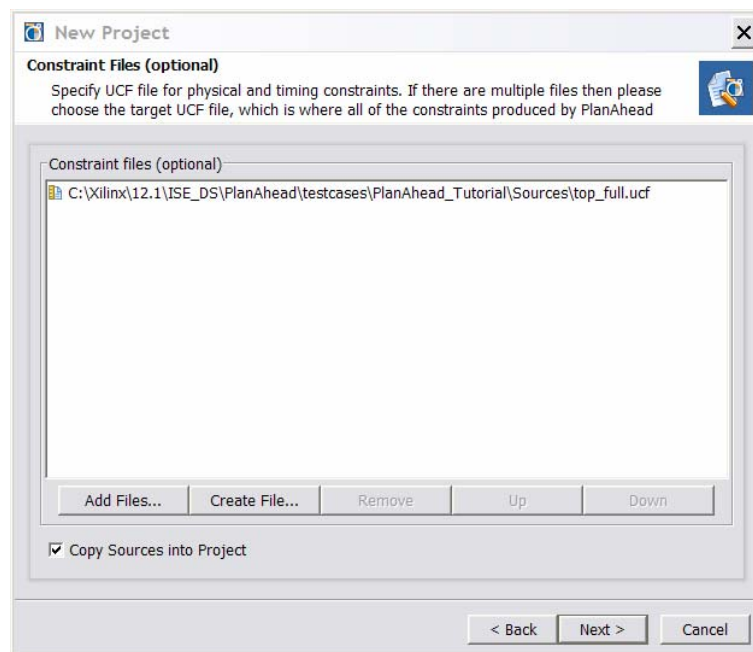 New Project
Constraint Files (optional)
Specify UCF file for physical and timing constraints. If there are multiple files then please
choose the target UCF file, which is where all of the constraints produced by PlanAhead
Constraint files (optional)
C:\Xilinx\12.1\ISE_DS\PlanAhead\testcases\PlanAhead_Tutorial\Sources\top_full.ucf
Add Files... Create File... Remove Up Down
Copy Sources into Project
< Back Next > Cancel